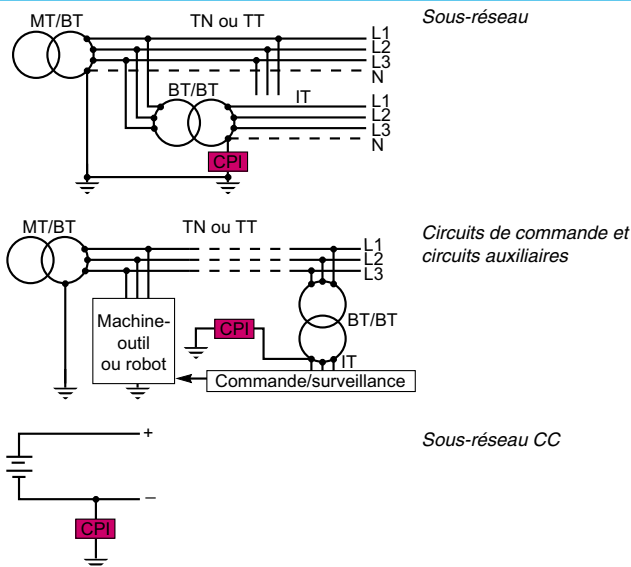 MT/BT
TN ou TT
Sous-réseau
L1
L2
L3
N
BT/BT
IT
L1
L2
L3
N
CPI
MT/BT
TN ou TT
Circuits de commande et
circuits auxiliaires
L1
L2
L3
Machine-
outil
ou robot
CPI
BT/BT
IT
Commande/surveillance
+
Sous-réseau CC
–
CPI